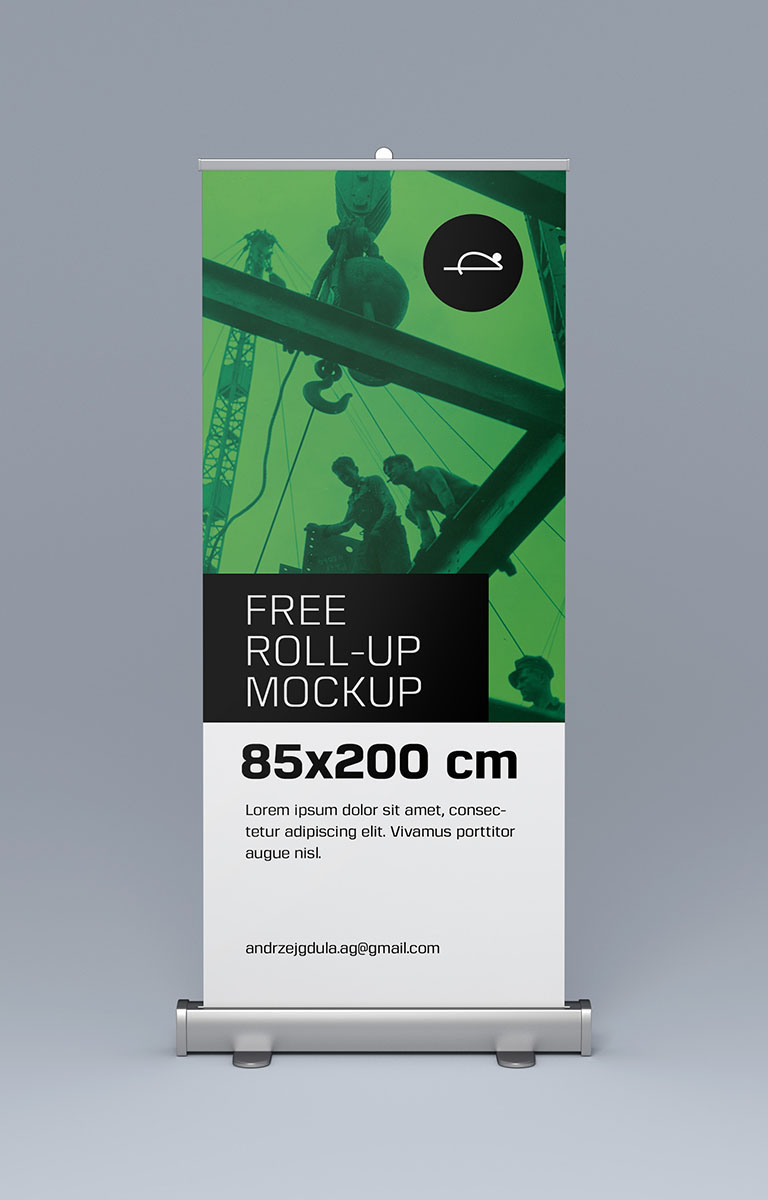 FREE
ROLL-UP
MOCKUP
85x200 cm
Lorem ipsum dolor sit amet, consec-
tetur adipiscing elit. Vivamus porttitor
augue nisl.
andrzejgdula.ag@gmail.com